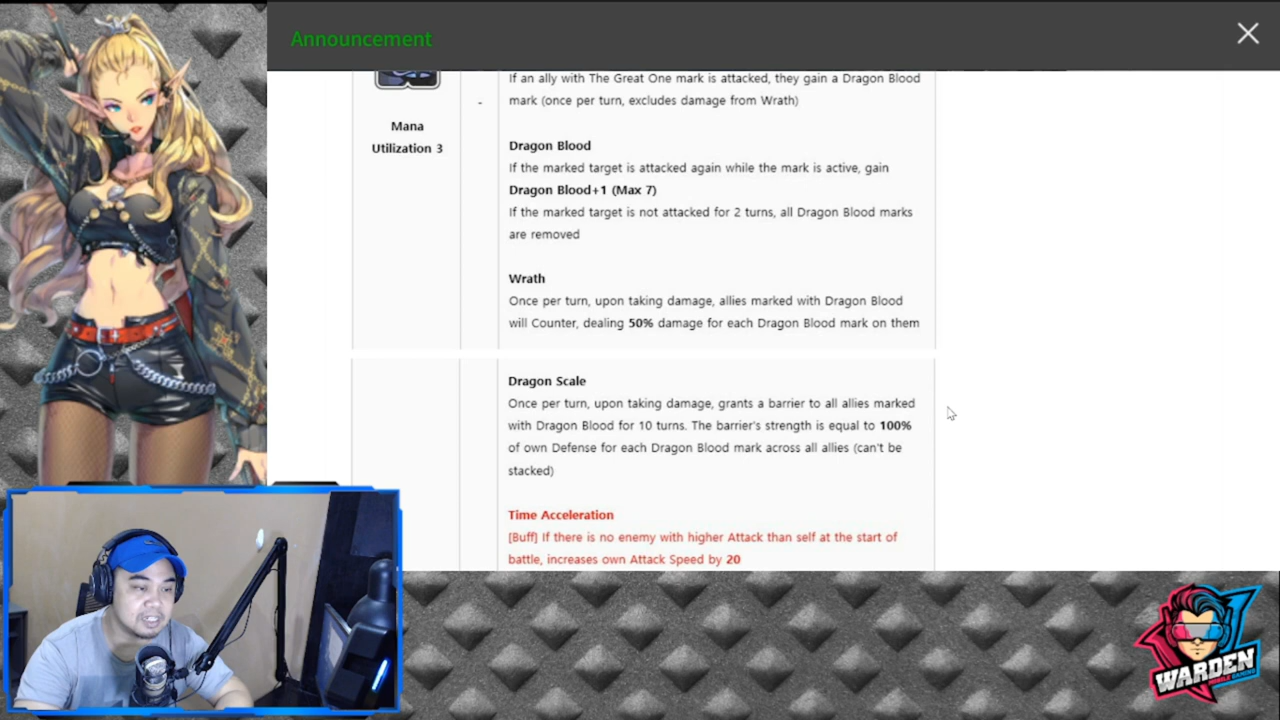 Announcement
If an ally with The Great One mark is attacked, they gain a Dragon Blood
mark (once per turn, excludes damage from Wrath)
-
Mana
Utilization 3
Dragon Blood
If the marked target is attacked again while the mark is active, gain
Dragon Blood+1 (Max 7)
If the marked target is not attacked for 2 turns, all Dragon Blood marks
are removed
Wrath
Once per turn, upon taking damage, allies marked with Dragon Blood
will Counter, dealing 50% damage for each Dragon Blood mark on them
Dragon Scale
Once per turn, upon taking damage, grants a barrier to all allies marked
with Dragon Blood for 10 turns. The barrier's strength is equal to 100%
of own Defense for each Dragon Blood mark across all allies (can't be
stacked)
Time Acceleration
[Buff] If there is no enemy with higher Attack than self at the start of
battle, increases own Attack Speed by 20
WARDEN
MOBILE GAMING